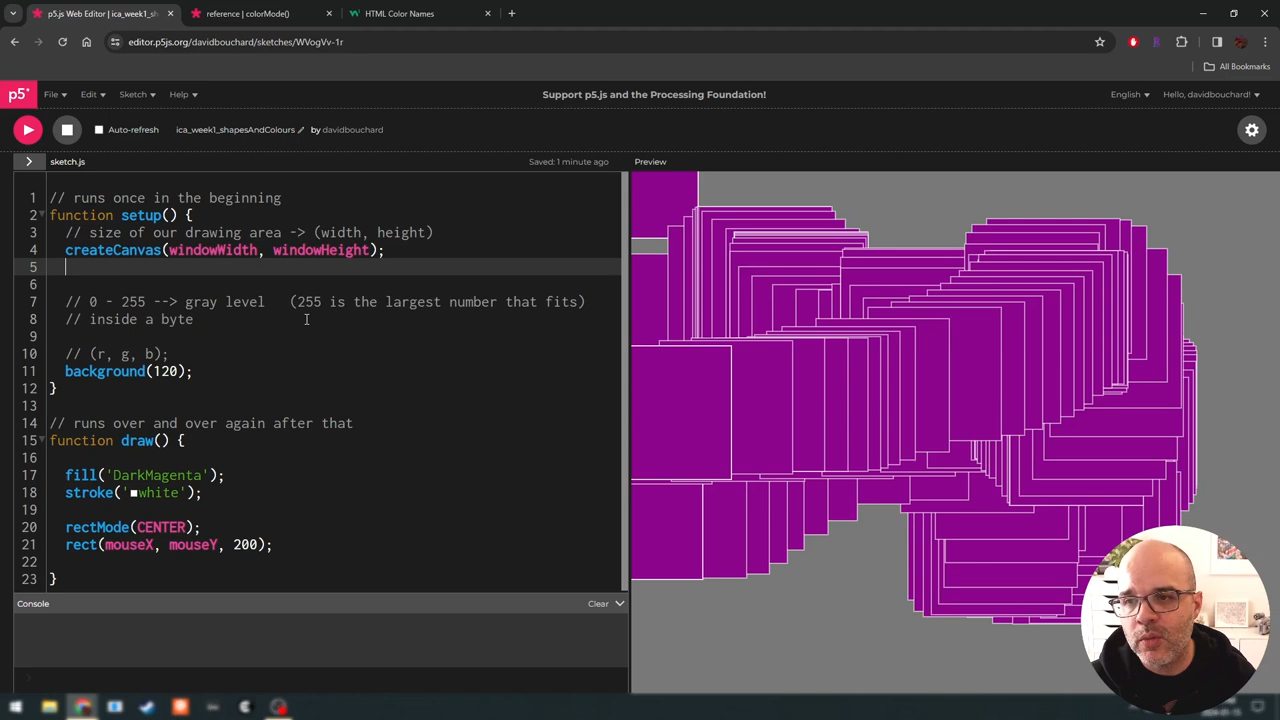 p5.js Web Editor | ica_week1_sh
reference | colorMode()
HTML Color Names
editor.p5js.org/davidbouchard/sketches/WVogVv-1r
All Bookmarks
p5*
File
Edit
Sketch
Help
Support p5.js and the Processing Foundation!
English
Hello, davidbouchard!
Auto-refresh
ica_week1_shapesAndColours
by davidbouchard
sketch.js
Saved: 1 minute ago
Preview
1 // runs once in the beginning
2 function setup() {
3 // size of our drawing area -> (width, height)
4 createCanvas(windowWidth, windowHeight);
5
6
7 // 0 - 255 --> gray level (255 is the largest number that fits)
8 // inside a byte
9
10 // (r, g, b);
11 background(120);
12 }
13
14 // runs over and over again after that
15 function draw() {
16
17 fill('DarkMagenta');
18 stroke('white');
19
20 rectMode(CENTER);
21 rect(mouseX, mouseY, 200);
22
23 }
Console
Clear